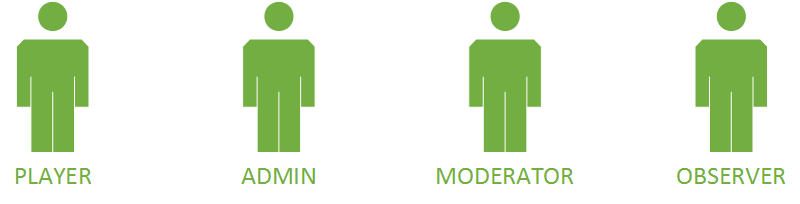 PLAYER ADMIN MODERATOR OBSERVER